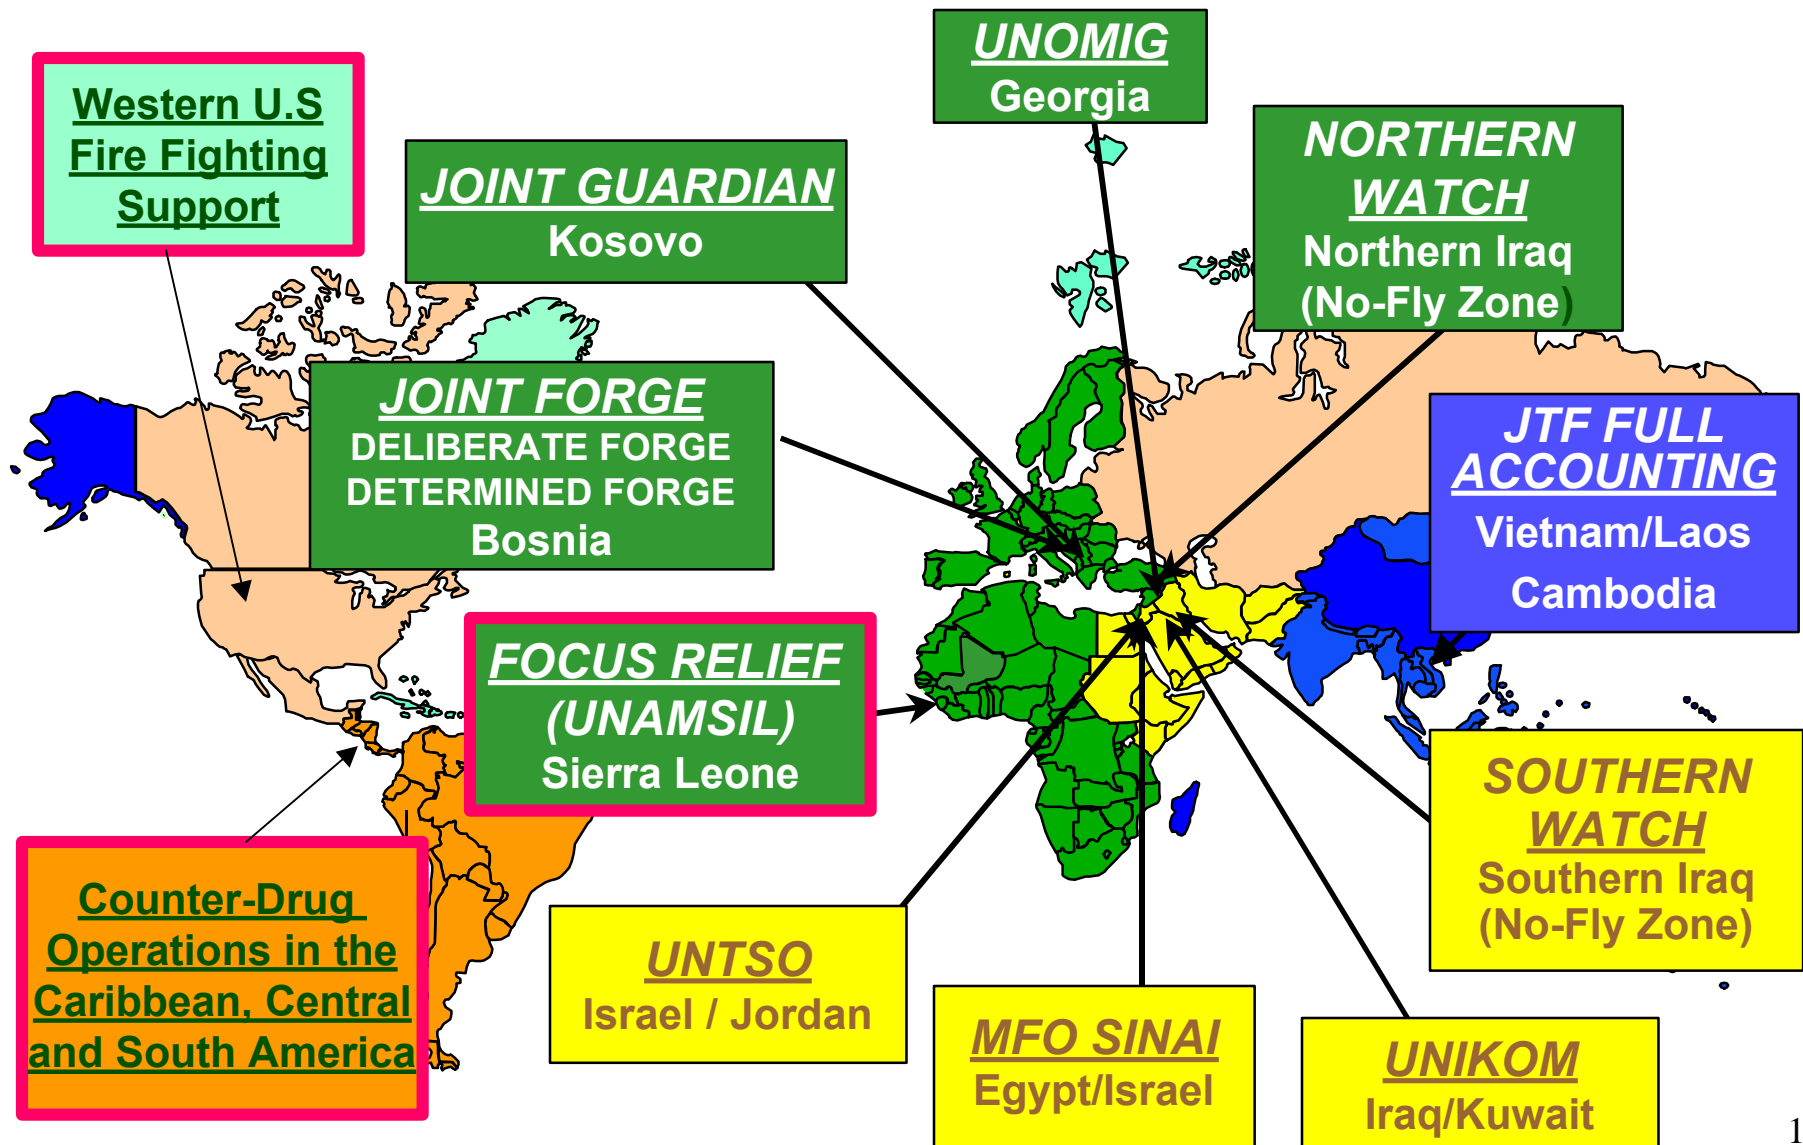 UNOMIG
Georgia
Western U.S
Fire Fighting
Support
NORTHERN
WATCH
Northern Iraq
(No-Fly Zone)
JOINT GUARDIAN
Kosovo
JOINT FORGE
DELIBERATE FORGE
DETERMINED FORGE
Bosnia
JTF FULL
ACCOUNTING
Vietnam/Laos
Cambodia
FOCUS RELIEF
(UNAMSIL)
Sierra Leone
SOUTHERN
WATCH
Southern Iraq
(No-Fly Zone)
Counter-Drug
Operations in the
Caribbean, Central
and South America
UNTSO
Israel / Jordan
MFO SINAI
Egypt/Israel
UNIKOM
Iraq/Kuwait
1